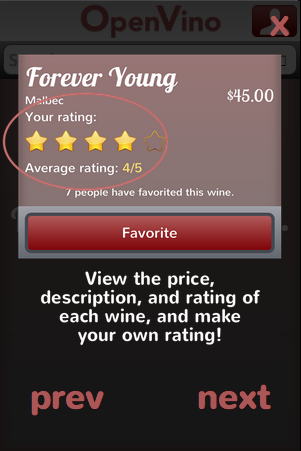 OpenVino
X
Forever Young
Malbec
$45.00
Your rating:
Average rating: 4/5
7 people have favorited this wine.
Favorite
View the price,
description, and rating of
each wine, and make
your own rating!
prev
next